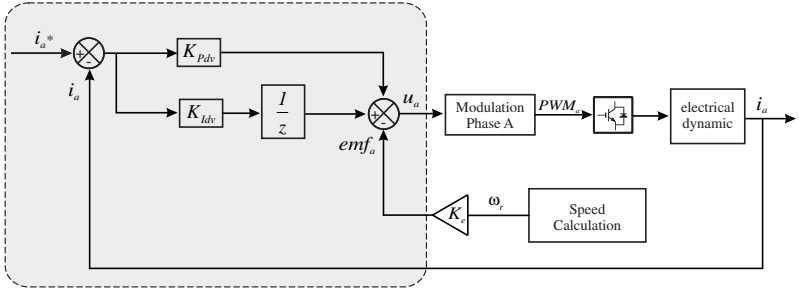 i_a*
+
-
i_a
K_Pdv
K_Idv
1
z
+
-
emf_a
u_a
Modulation
Phase A
PWM_a
electrical
dynamic
i_a
K_e
ω_r
Speed
Calculation